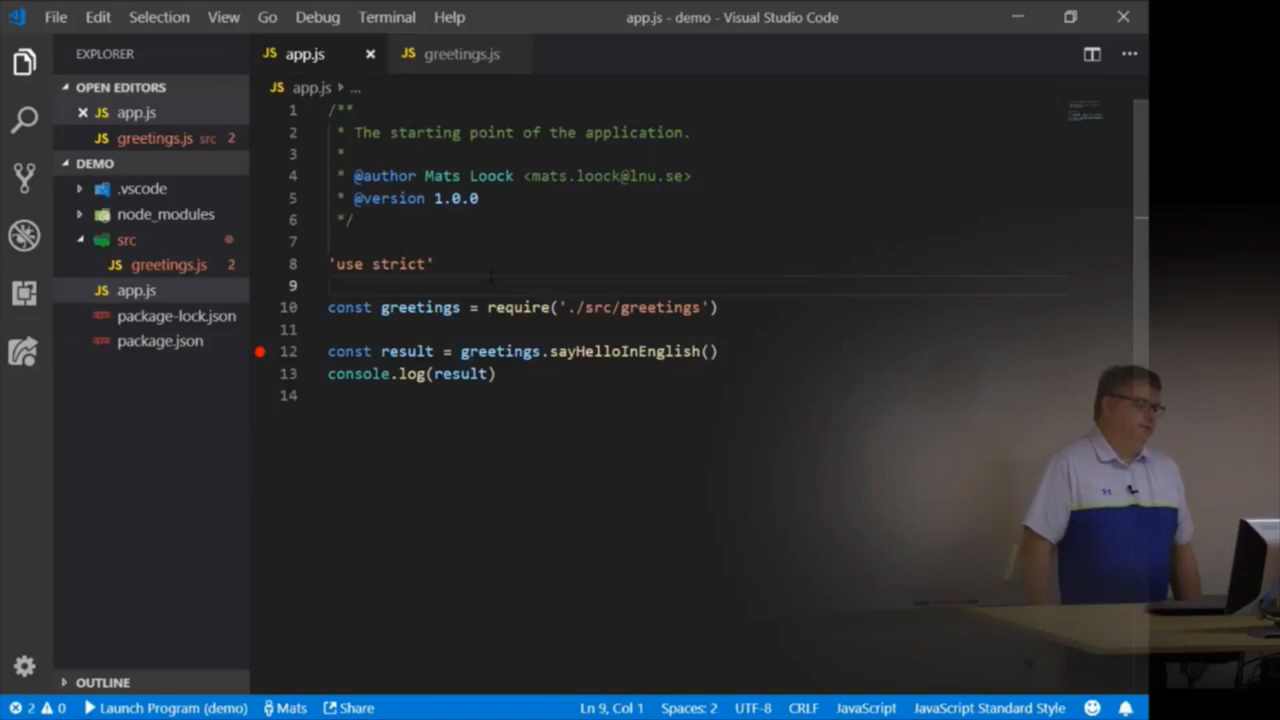 File Edit Selection View Go Debug Terminal Help app.js - demo - Visual Studio Code
EXPLORER
OPEN EDITORS
JS app.js
JS greetings.js src 2
DEMO
.vscode
node_modules
src
JS greetings.js 2
JS app.js
package-lock.json
package.json
OUTLINE
JS app.js JS greetings.js
JS app.js ...
1 /**
2 * The starting point of the application.
3 *
4 * @author Mats Loock <mats.loock@lnu.se>
5 * @version 1.0.0
6 */
7
8 'use strict'
9
10 const greetings = require('./src/greetings')
11
12 const result = greetings.sayHelloInEnglish()
13 console.log(result)
14
2 0 Launch Program (demo) Mats Share Ln 9, Col 1 Spaces: 2 UTF-8 CRLF JavaScript JavaScript Standard Style